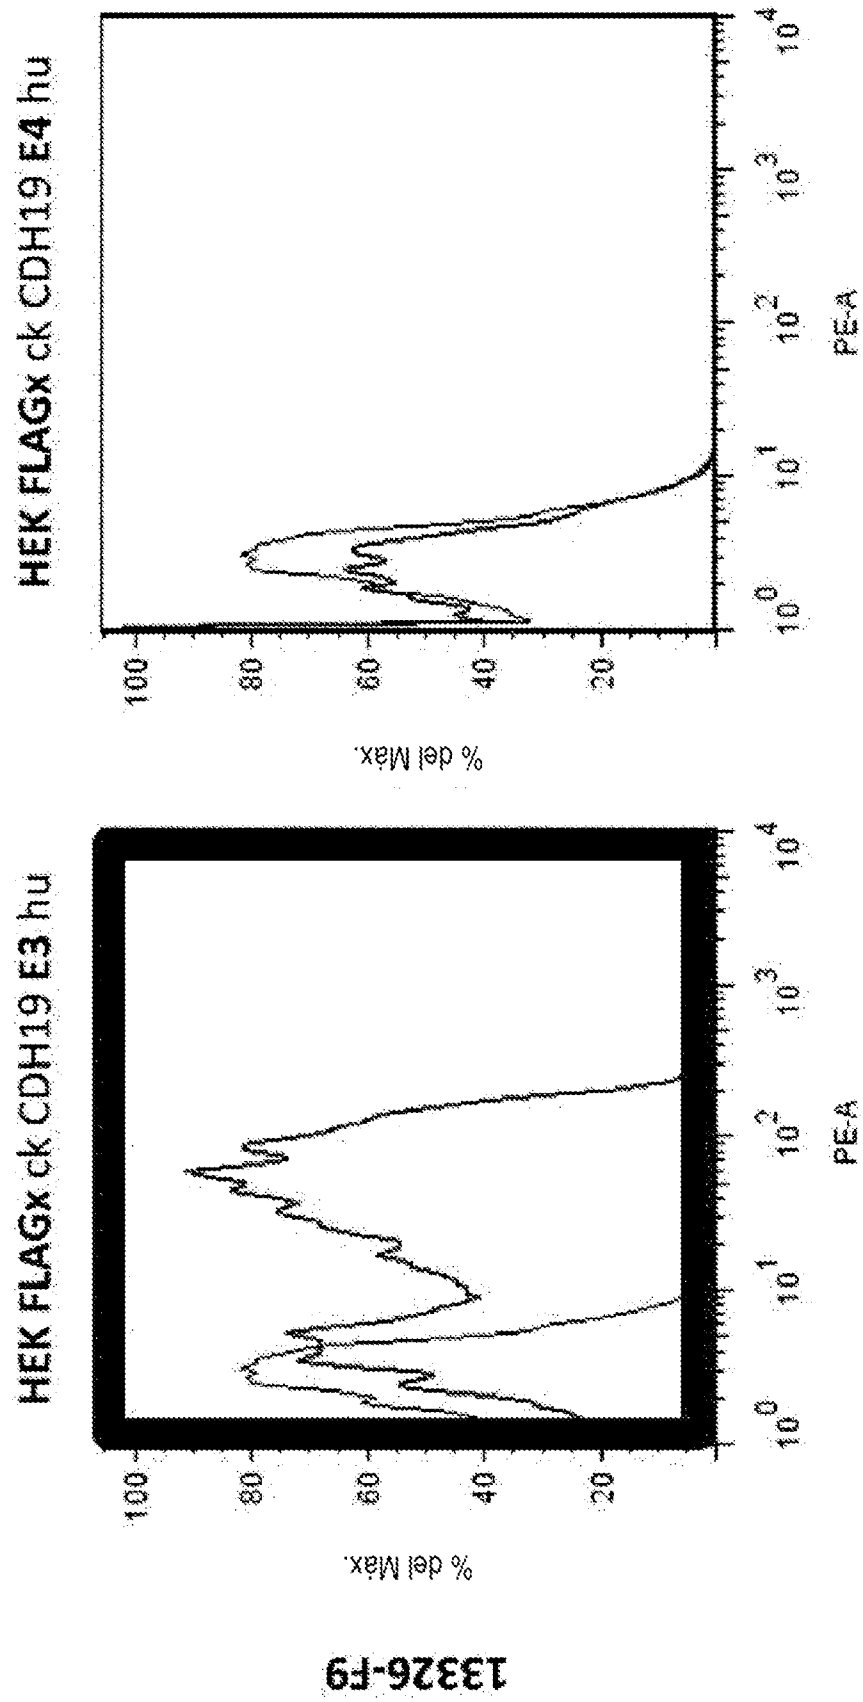 HEK FLAGx ck CDH19 E3 hu
100
80
60
40
20
% del Máx.
10^0 10^1 10^2 10^3 10^4
PE-A
HEK FLAGx ck CDH19 E4 hu
100
80
60
40
20
% del Máx.
10^0 10^1 10^2 10^3 10^4
PE-A
13326-F9